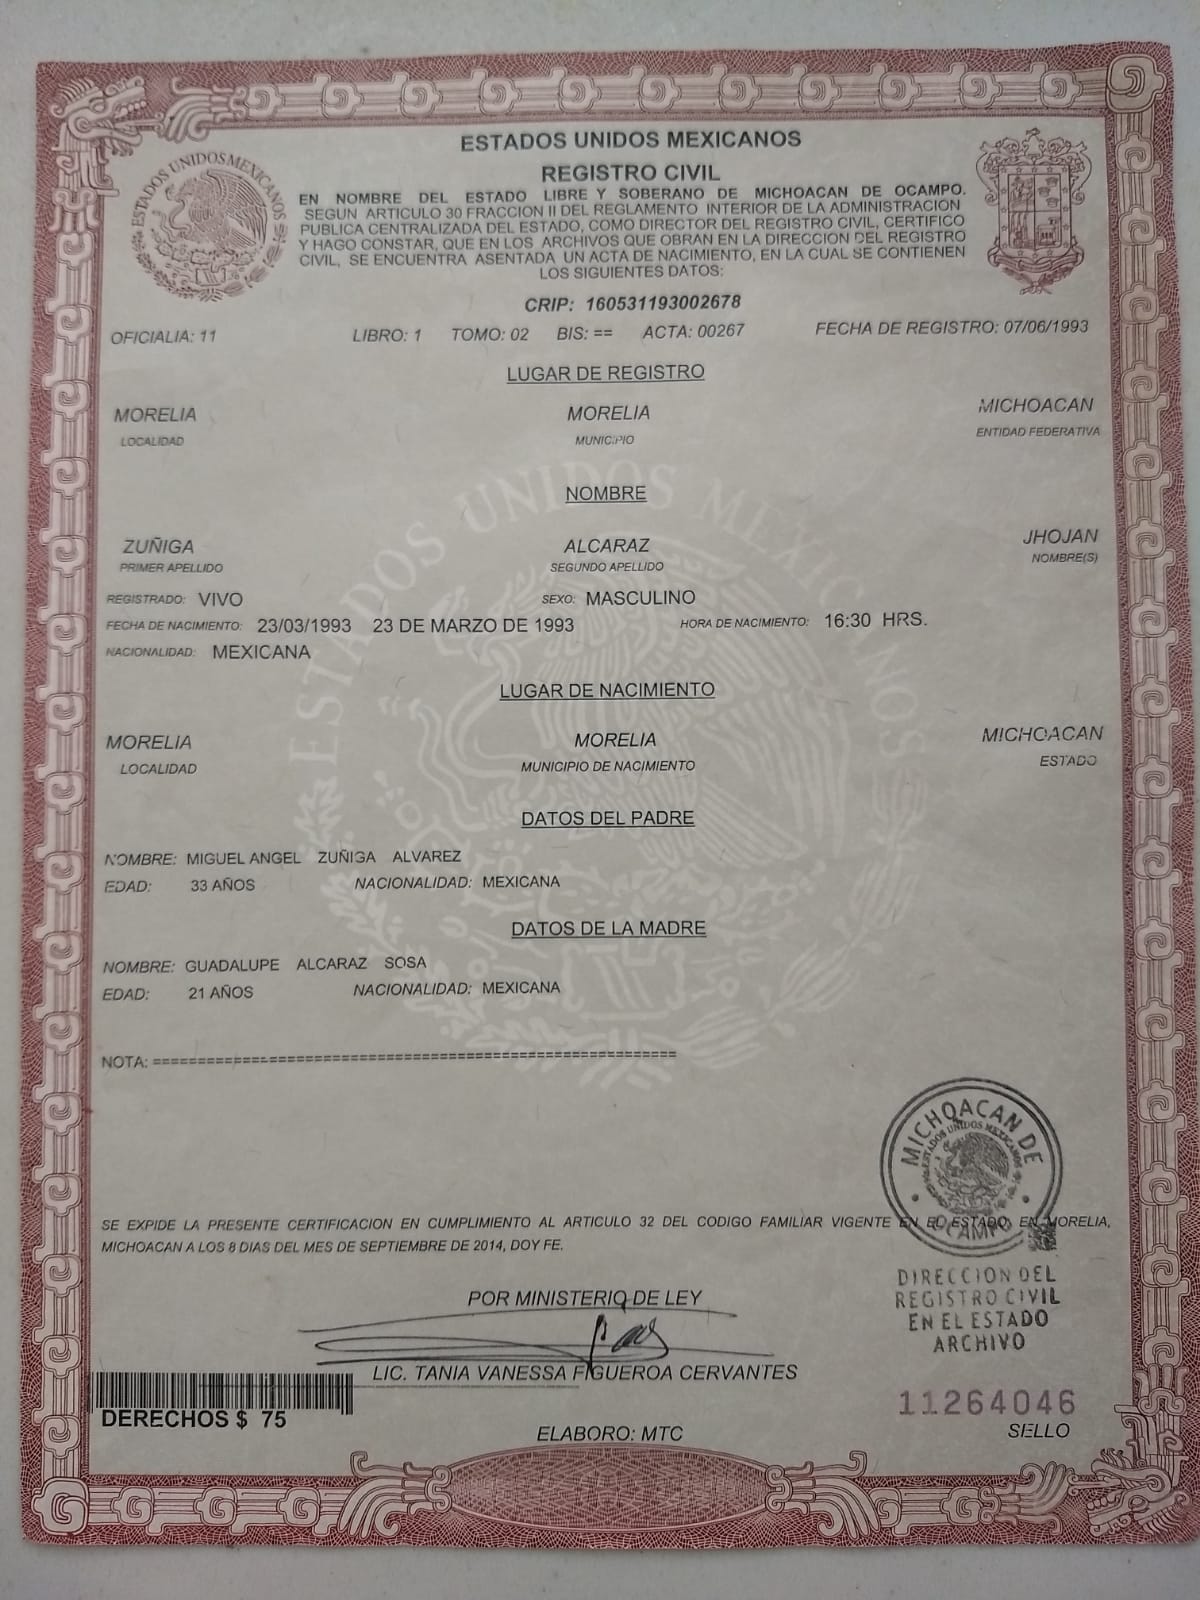 ESTADOS UNIDOS MEXICANOS
REGISTRO CIVIL
ESTADOS UNIDOS MEXICANOS
EN NOMBRE DEL ESTADO LIBRE Y SOBERANO DE MICHOACAN DE OCAMPO.
SEGUN ARTICULO 30 FRACCION II DEL REGLAMENTO INTERIOR DE LA ADMINISTRACION
PUBLICA CENTRALIZADA DEL ESTADO, COMO DIRECTOR DEL REGISTRO CIVIL, CERTIFICO
Y HAGO CONSTAR, QUE EN LOS ARCHIVOS QUE OBRAN EN LA DIRECCION DEL REGISTRO
CIVIL, SE ENCUENTRA ASENTADA UN ACTA DE NACIMIENTO, EN LA CUAL SE CONTIENEN
LOS SIGUIENTES DATOS:
CRIP: 160531193002678
OFICIALIA: 11 LIBRO: 1 TOMO: 02 BIS: == ACTA: 00267 FECHA DE REGISTRO: 07/06/1993
LUGAR DE REGISTRO
MORELIA MORELIA MICHOACAN
LOCALIDAD MUNICIPIO ENTIDAD FEDERATIVA
ESTADOS UNIDOS MEXICANOS
NOMBRE
ZUÑIGA ALCARAZ JHOJAN
PRIMER APELLIDO SEGUNDO APELLIDO NOMBRE(S)
REGISTRADO: VIVO SEXO: MASCULINO
FECHA DE NACIMIENTO: 23/03/1993 23 DE MARZO DE 1993 HORA DE NACIMIENTO: 16:30 HRS.
NACIONALIDAD: MEXICANA
LUGAR DE NACIMIENTO
MORELIA MORELIA MICHOACAN
LOCALIDAD MUNICIPIO DE NACIMIENTO ESTADO
DATOS DEL PADRE
NOMBRE: MIGUEL ANGEL ZUÑIGA ALVAREZ
EDAD: 33 AÑOS NACIONALIDAD: MEXICANA
DATOS DE LA MADRE
NOMBRE: GUADALUPE ALCARAZ SOSA
EDAD: 21 AÑOS NACIONALIDAD: MEXICANA
NOTA: ==========================================================
MICHOACAN DE OCAMPO
ESTADOS UNIDOS MEXICANOS
SE EXPIDE LA PRESENTE CERTIFICACION EN CUMPLIMIENTO AL ARTICULO 32 DEL CODIGO FAMILIAR VIGENTE EN EL ESTADO, EN MORELIA,
MICHOACAN A LOS 8 DIAS DEL MES DE SEPTIEMBRE DE 2014, DOY FE.
DIRECCION DEL
REGISTRO CIVIL
EN EL ESTADO
ARCHIVO
POR MINISTERIO DE LEY
LIC. TANIA VANESSA FIGUEROA CERVANTES
DERECHOS $ 75
11264046
SELLO
ELABORO: MTC